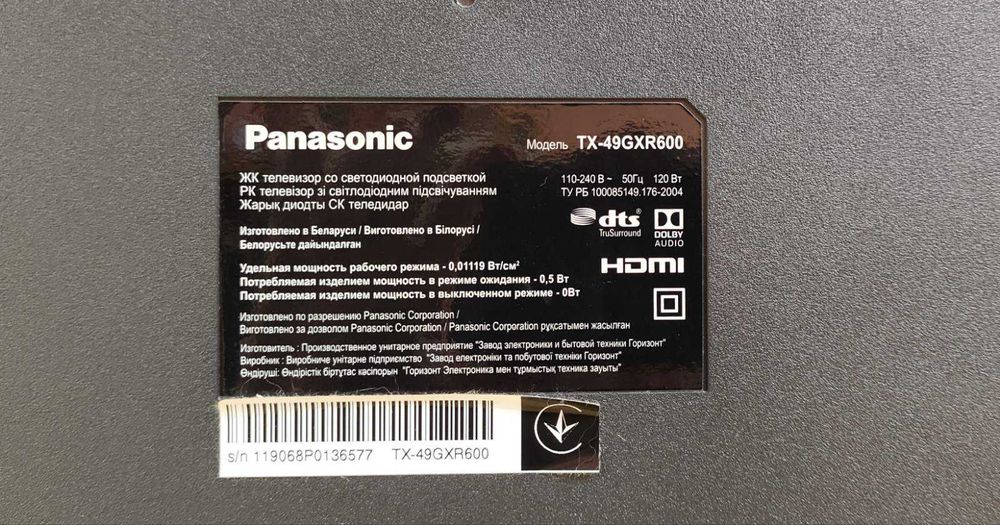 Panasonic
Модель TX-49GXR600
ЖК телевизор со светодиодной подсветкой
РК телевізор зі світлодіодним підсвічуванням
Жарық диодты СК теледидар
110-240 В ~ 50Гц 120 Вт
ТУ РБ 100085149.176-2004
dts
TruSurround
DOLBY
AUDIO
HDMI
Изготовлено в Беларуси / Виготовлено в Білорусі /
Белорусьте дайындалған
Удельная мощность рабочего режима - 0,01119 Вт/см²
Потребляемая изделием мощность в режиме ожидания - 0,5 Вт
Потребляемая изделием мощность в выключенном режиме - 0Вт
Изготовлено по разрешению Panasonic Corporation /
Виготовлено за дозволом Panasonic Corporation / Panasonic Corporation рұқсатымен жасылған
Изготовитель : Производственное унитарное предприятие "Завод электроники и бытовой техники Горизонт"
Виробник : Виробниче унітарне підприємство "Завод електроніки та побутової техніки Горизонт"
Өндіруші: Өндірістік біртұтас кәсіпорын "Горизонт Электроника мен тұрмыстық техника зауыты"
s/n 119068P0136577 TX-49GXR600